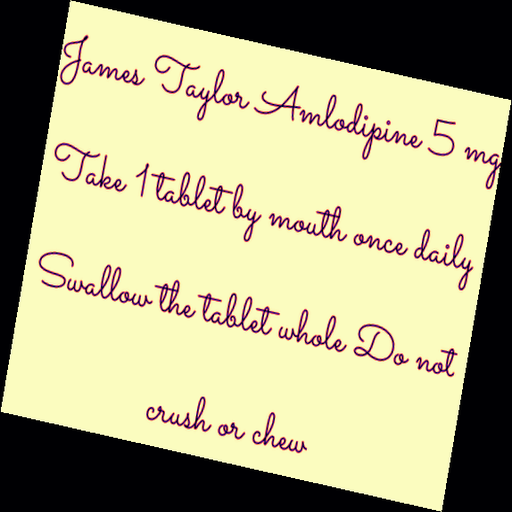 James Taylor Amlodipine 5 mg
Take 1 tablet by mouth once daily
Swallow the tablet whole Do not
crush or chew